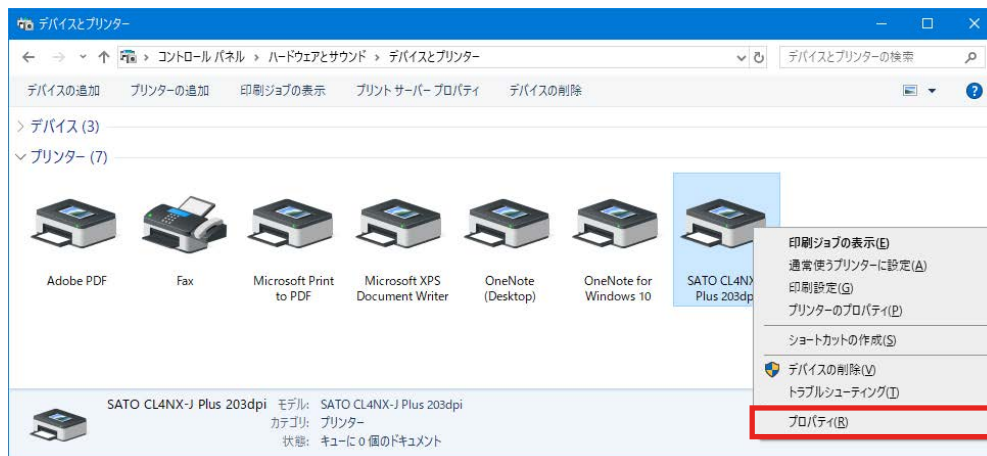 デバイスとプリンター
コントロール パネル › ハードウェアとサウンド › デバイスとプリンター
デバイスとプリンターの検索
デバイスの追加 プリンターの追加 印刷ジョブの表示 プリント サーバー プロパティ デバイスの削除
デバイス (3)
プリンター (7)
Adobe PDF
Fax
Microsoft Print
to PDF
Microsoft XPS
Document Writer
OneNote
(Desktop)
OneNote for
Windows 10
SATO CL4NX
Plus 203dp
印刷ジョブの表示(E)
通常使うプリンターに設定(A)
印刷設定(G)
プリンターのプロパティ(P)
ショートカットの作成(S)
デバイスの削除(V)
トラブルシューティング(T)
プロパティ(R)
SATO CL4NX-J Plus 203dpi モデル: SATO CL4NX-J Plus 203dpi
カテゴリ: プリンター
状態: キューに 0 個のドキュメント